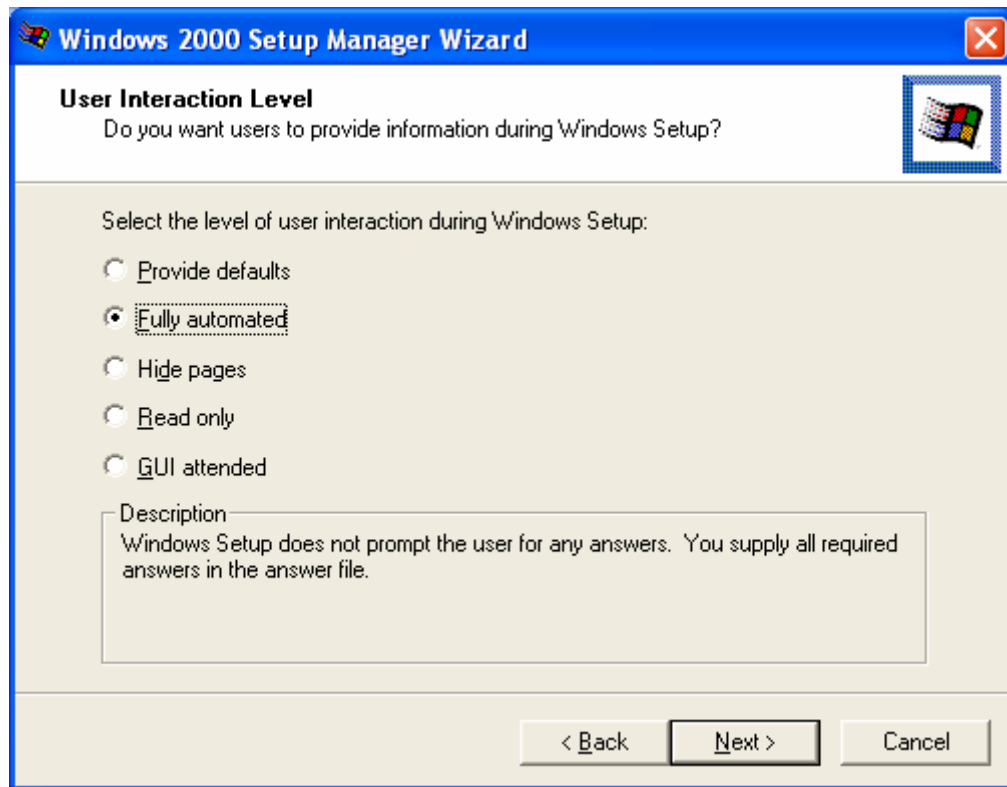 Windows 2000 Setup Manager Wizard
User Interaction Level
Do you want users to provide information during Windows Setup?
Select the level of user interaction during Windows Setup:
Provide defaults
Fully automated
Hide pages
Read only
GUI attended
Description
Windows Setup does not prompt the user for any answers.  You supply all required
answers in the answer file.
< Back
Next >
Cancel